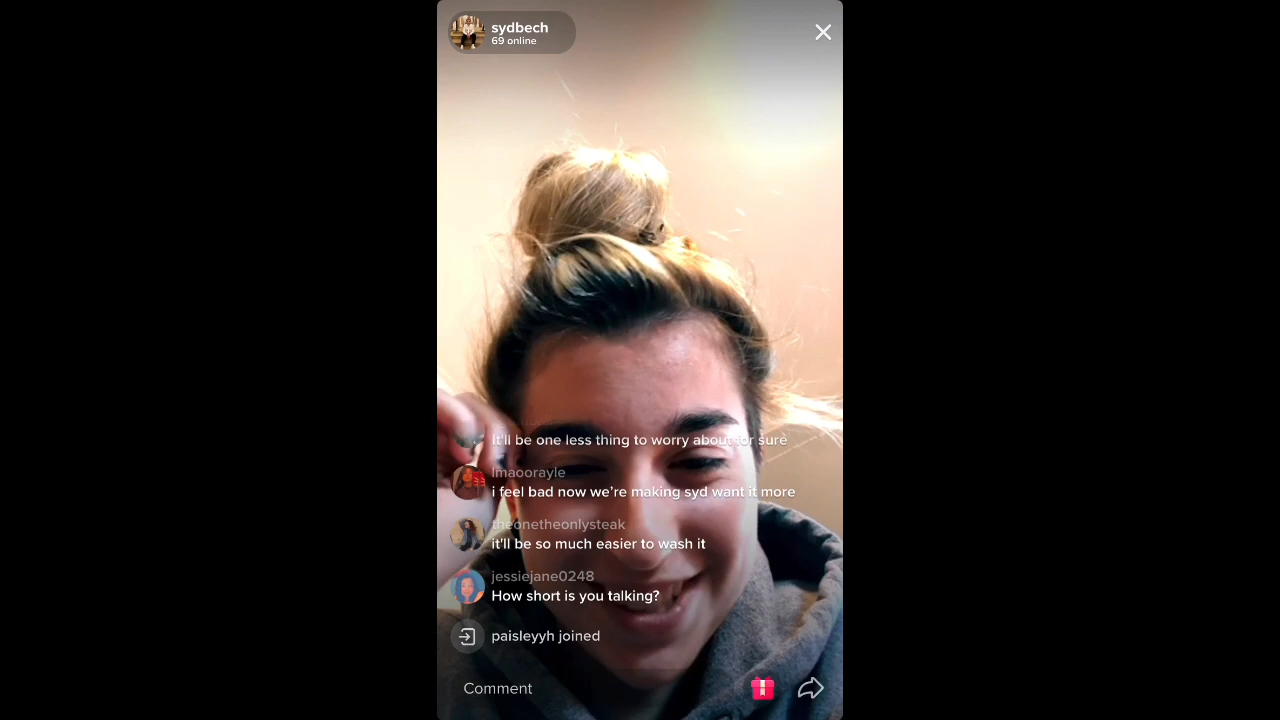 sydbech
69 online
It'll be one less thing to worry about for sure
lmaoorayle
i feel bad now we're making syd want it more
theonetheonlysteak
it'll be so much easier to wash it
jessiejane0248
How short is you talking?
paisleyyh joined
Comment